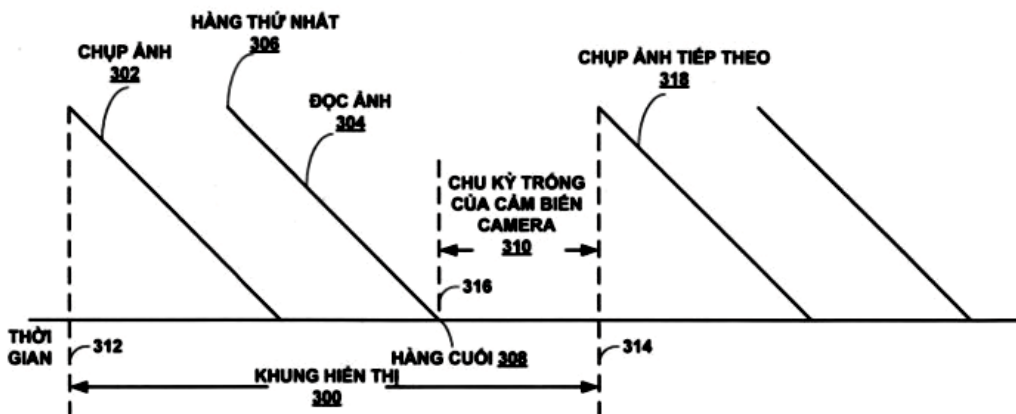 HÀNG THỨ NHẤT
306
CHỤP ẢNH
302
ĐỌC ẢNH
304
CHỤP ẢNH TIẾP THEO
318
CHU KỲ TRỐNG
CỦA CẢM BIẾN
CAMERA
310
316
THỜI
GIAN
312
HÀNG CUỐI 308
314
KHUNG HIỂN THỊ
300